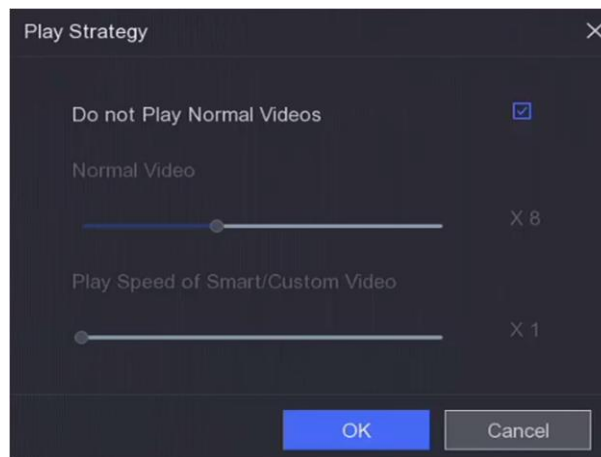 Play Strategy
Do not Play Normal Videos
Normal Video
X 8
Play Speed of Smart/Custom Video
X 1
OK
Cancel